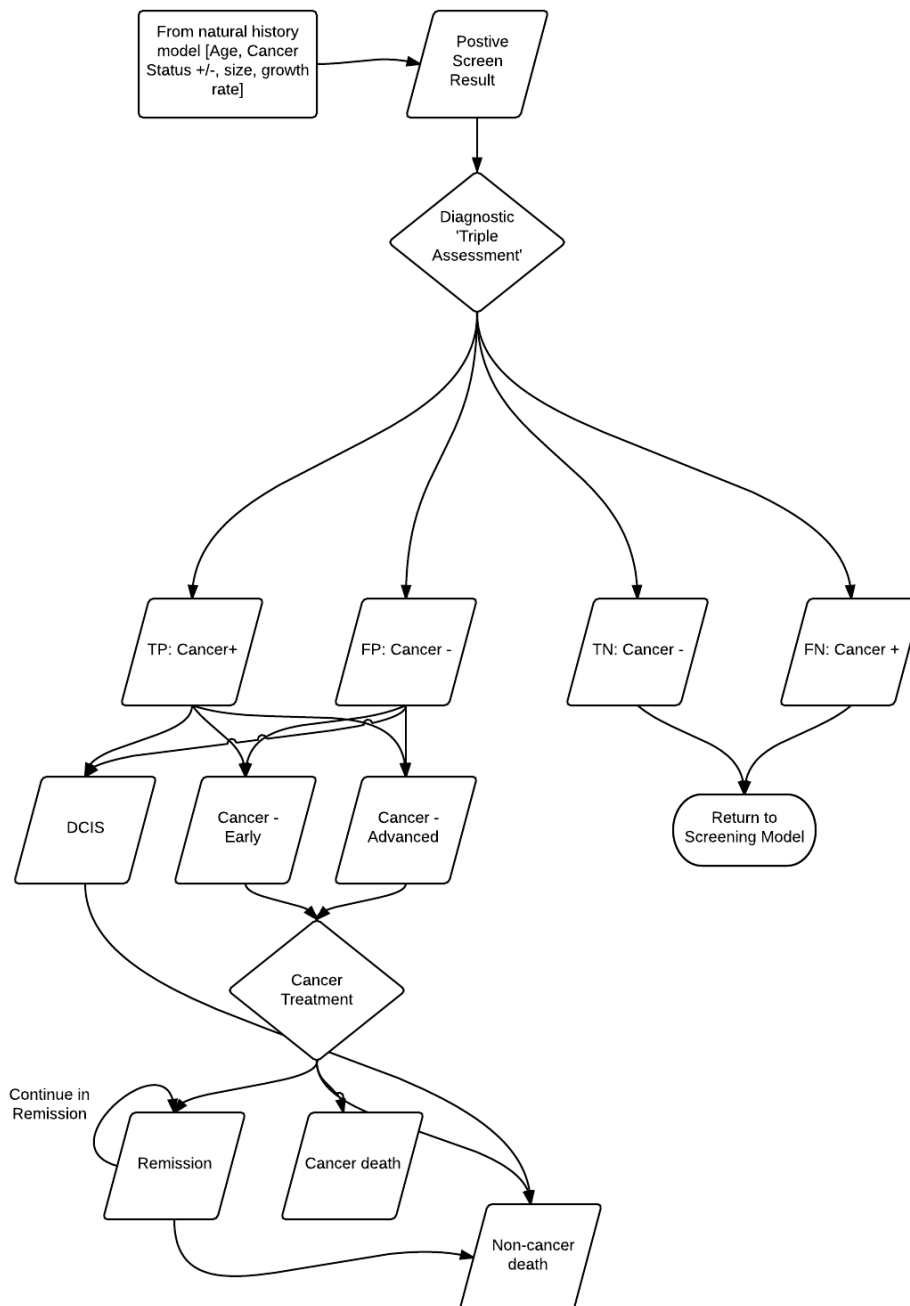 From natural history
model [Age, Cancer
Status +/-, size, growth
rate]
Postive
Screen
Result
Diagnostic
'Triple
Assessment'
TP: Cancer+
FP: Cancer -
TN: Cancer -
FN: Cancer +
DCIS
Cancer -
Early
Cancer -
Advanced
Return to
Screening Model
Cancer
Treatment
Continue in
Remission
Remission
Cancer death
Non-cancer
death